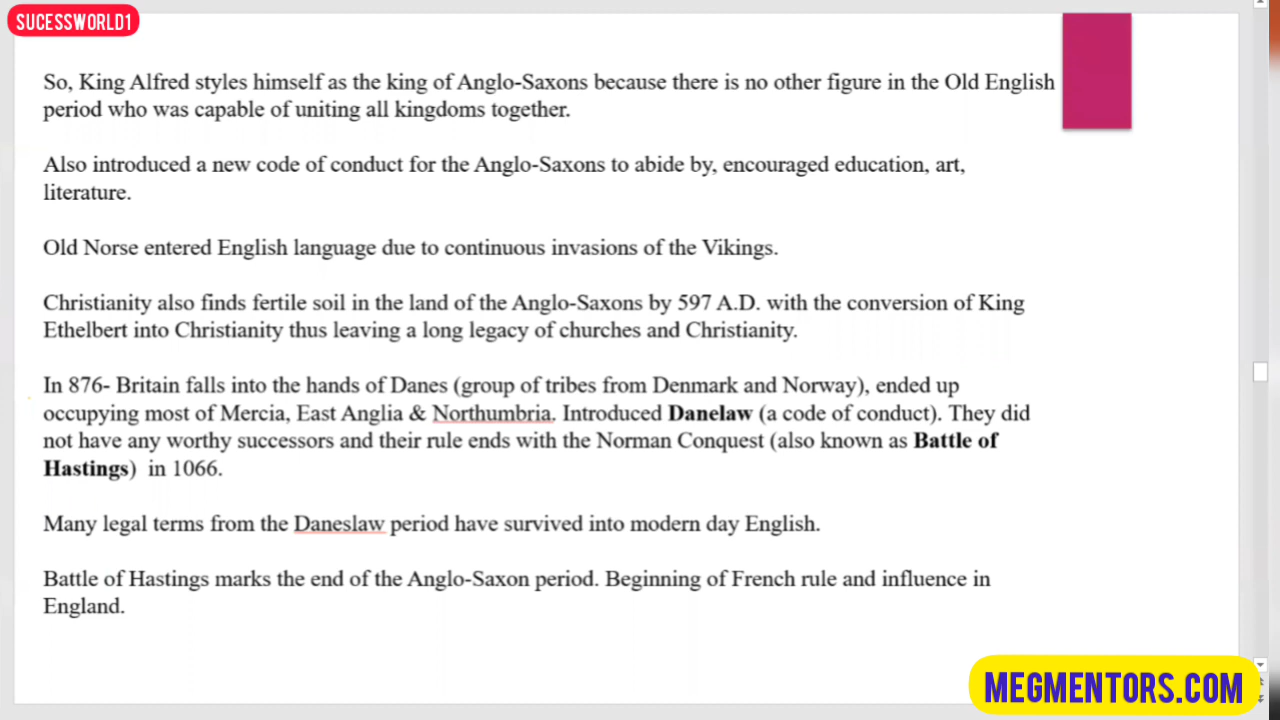 SUCESSWORLD1
So, King Alfred styles himself as the king of Anglo-Saxons because there is no other figure in the Old English
period who was capable of uniting all kingdoms together.
Also introduced a new code of conduct for the Anglo-Saxons to abide by, encouraged education, art,
literature.
Old Norse entered English language due to continuous invasions of the Vikings.
Christianity also finds fertile soil in the land of the Anglo-Saxons by 597 A.D. with the conversion of King
Ethelbert into Christianity thus leaving a long legacy of churches and Christianity.
In 876- Britain falls into the hands of Danes (group of tribes from Denmark and Norway), ended up
occupying most of Mercia, East Anglia & Northumbria. Introduced Danelaw (a code of conduct). They did
not have any worthy successors and their rule ends with the Norman Conquest (also known as Battle of
Hastings) in 1066.
Many legal terms from the Daneslaw period have survived into modern day English.
Battle of Hastings marks the end of the Anglo-Saxon period. Beginning of French rule and influence in
England.
MEGMENTORS.COM